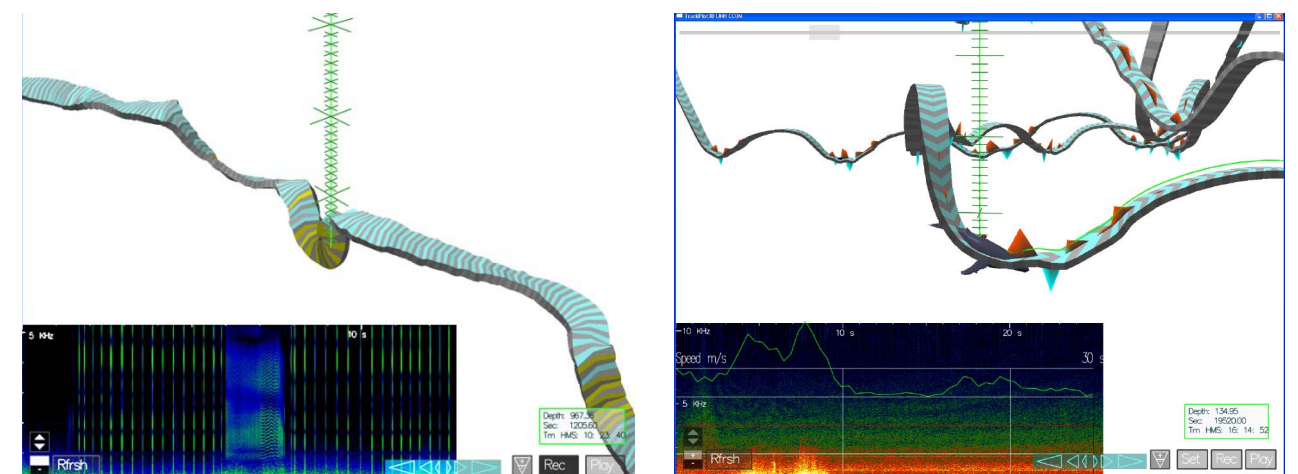 5 KHz
10 s
Depth: 967.38
Sec: 1205.60
Tm HMS: 10: 23: 40
Rfrsh
Rec
Play
TrackPlot3D UNH CCOM
10 KHz
10 s
20 s
Speed m/s
30 s
5 KHz
Depth: 134.95
Sec: 19520.00
Tm HMS: 16: 14: 52
Rfrsh
Set
Rec
Play